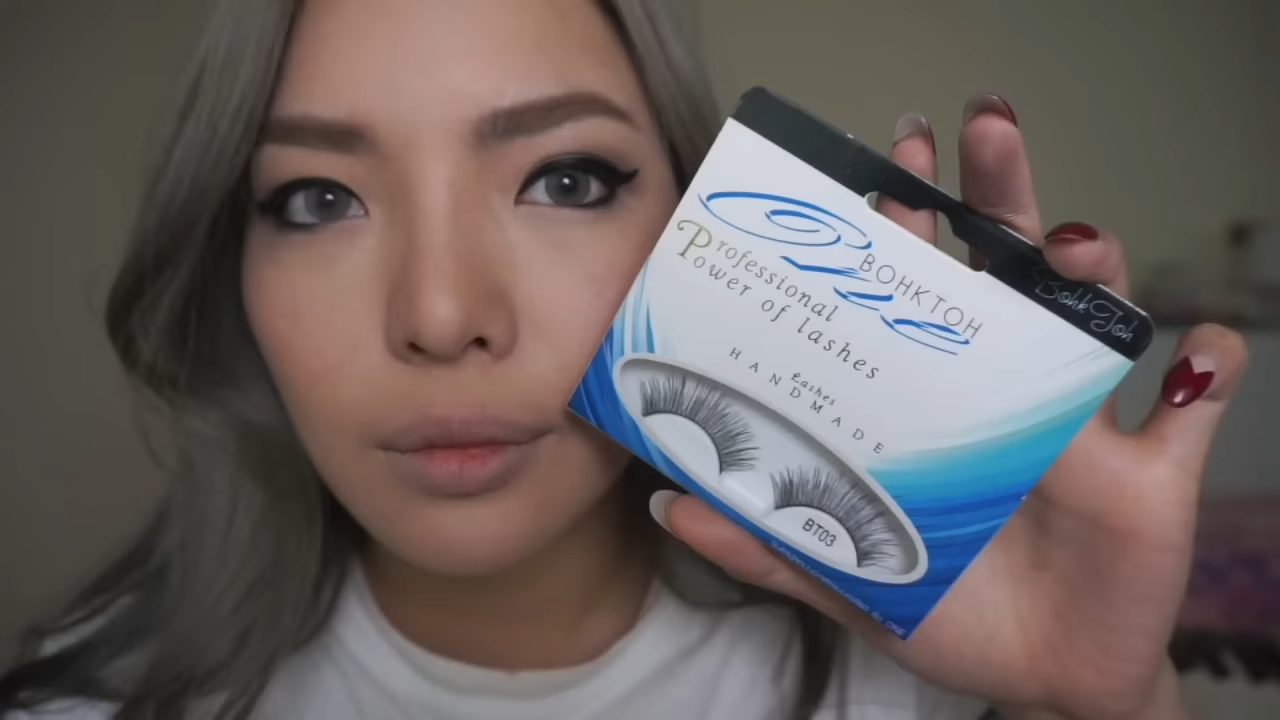 BOHKTOH
Professional
Power of lashes
Lashes
HANDMADE
BT03
BohkToh